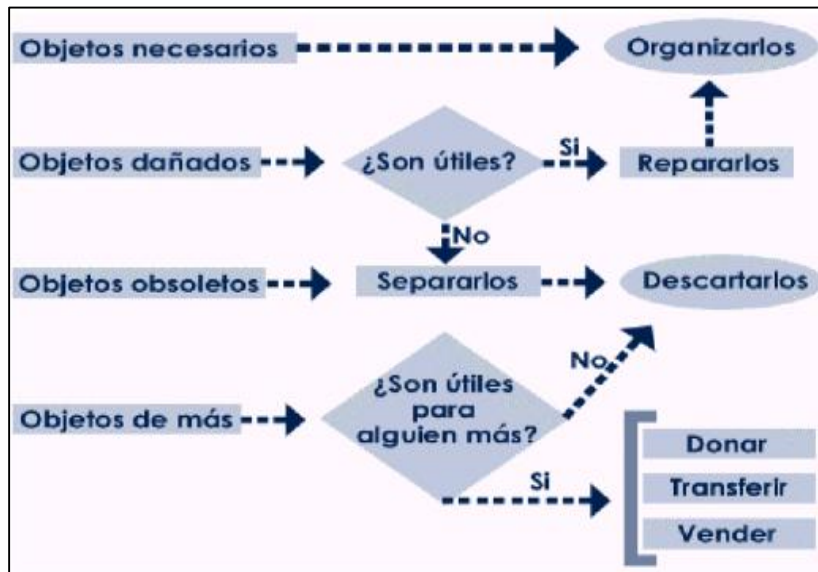 Objetos necesarios
Organizarlos
Objetos dañados
¿Son útiles?
Si
Repararlos
No
Objetos obsoletos
Separarlos
Descartarlos
Objetos de más
¿Son útiles
para
alguien más?
No
Si
Donar
Transferir
Vender